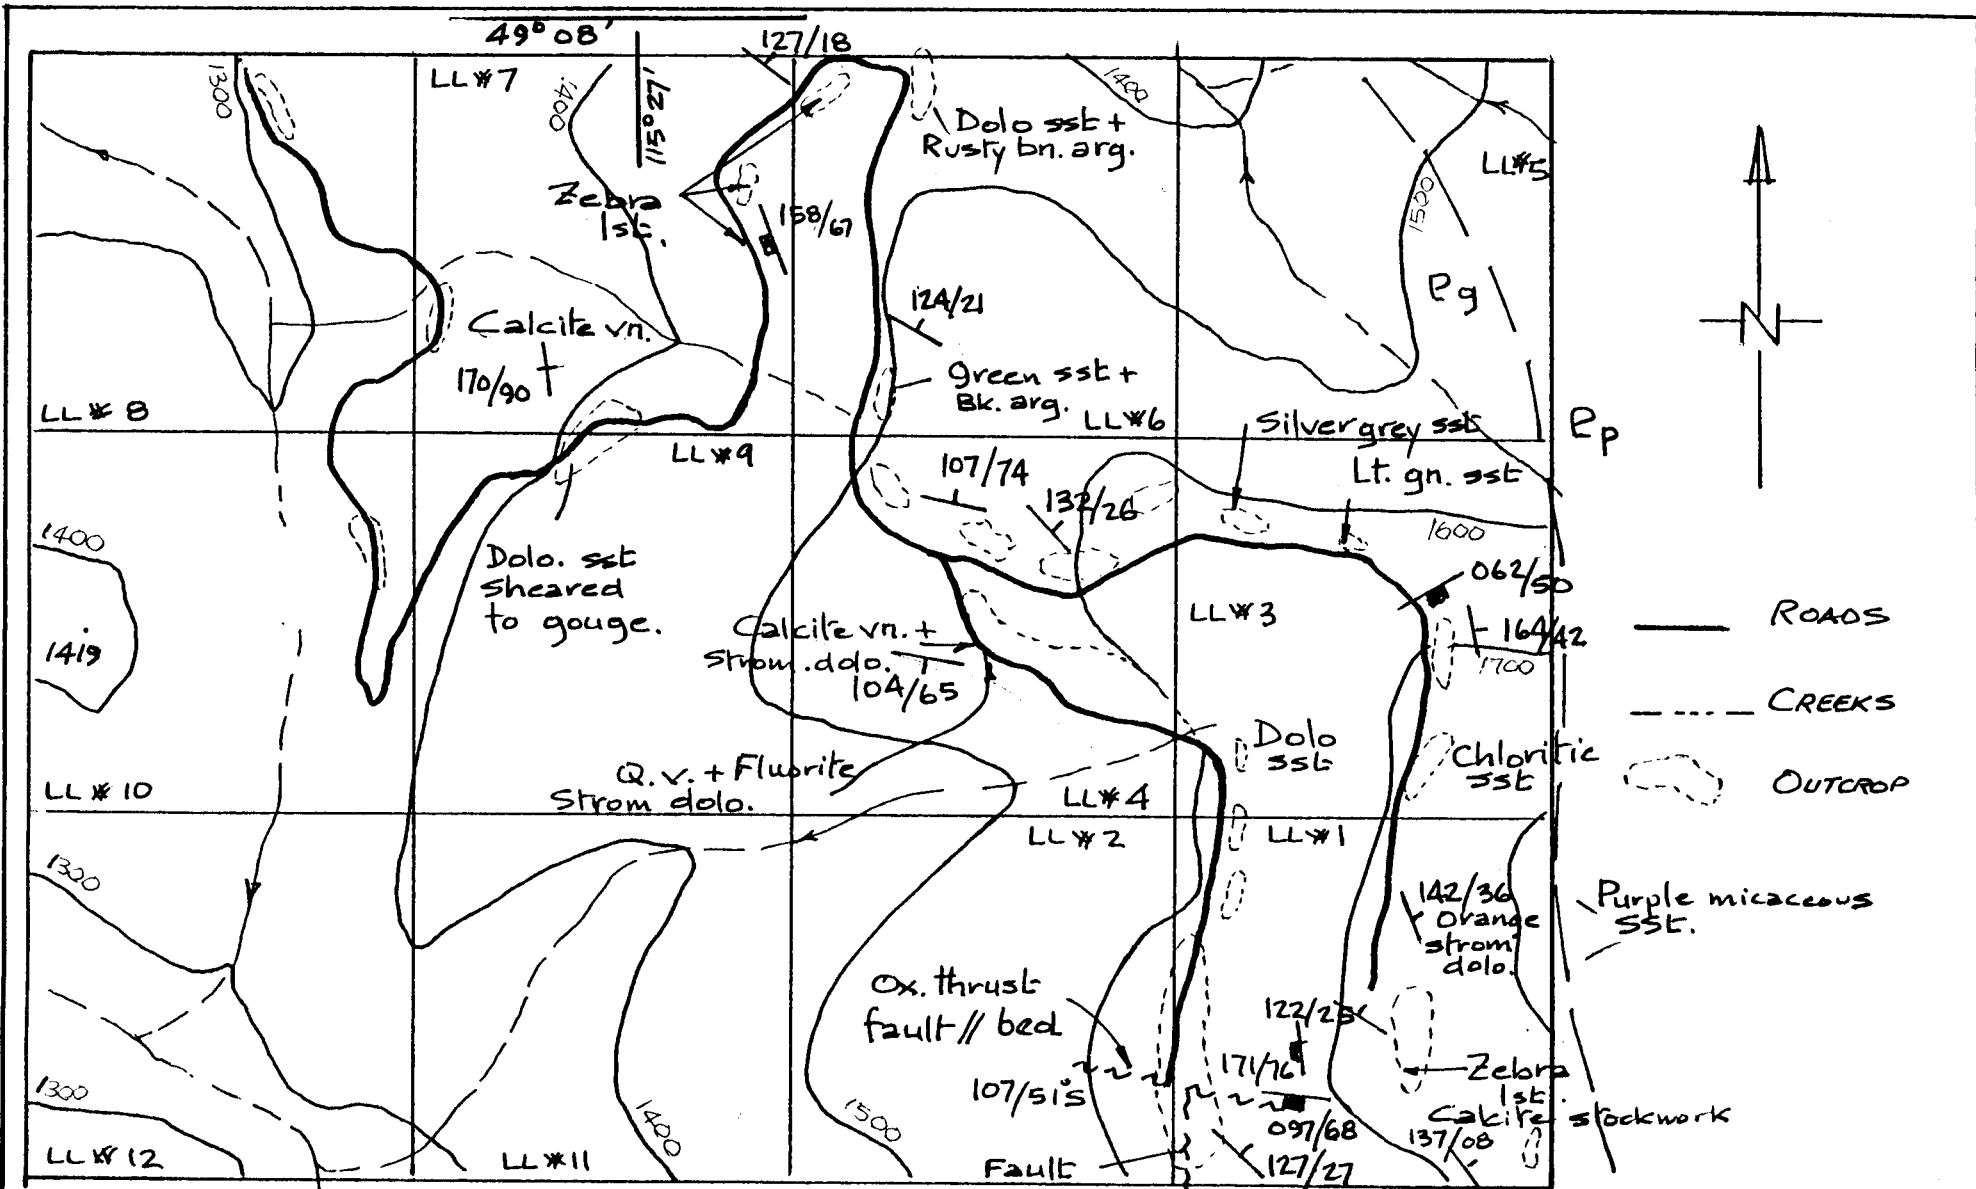 49° 08'
115° 27'
127/18
1300
LL#7
1400
Dolo sst +
Rusty bn. arg.
1400
LL#5
1500
Zebra
lst.
158/67
Pg
124/21
Calcite vn.
170/90
Green sst +
Bk. arg.
LL#6
LL#8
LL#9
Silver grey sst
Pp
107/74
Lt. gn. sst
132/26
1600
1400
Dolo. sst
sheared
to gouge.
062/50
LL#3
164/42
1700
ROADS
1419
Calcite vn. +
Strom. dolo.
104/65
CREEKS
Dolo
sst
Chloritic
sst
OUTCROP
Q.v. + Fluorite
Strom dolo.
LL#10
LL#4
LL#2
LL#1
1320
142/36
Orange
strom
dolo.
Purple micaceous
sst.
Ox. thrust
fault // bed
122/25
107/51°s
171/76
Zebra
lst.
1300
1400
1500
097/68
Calcite stockwork
137/08
LL#12
LL#11
Fault
127/27
N